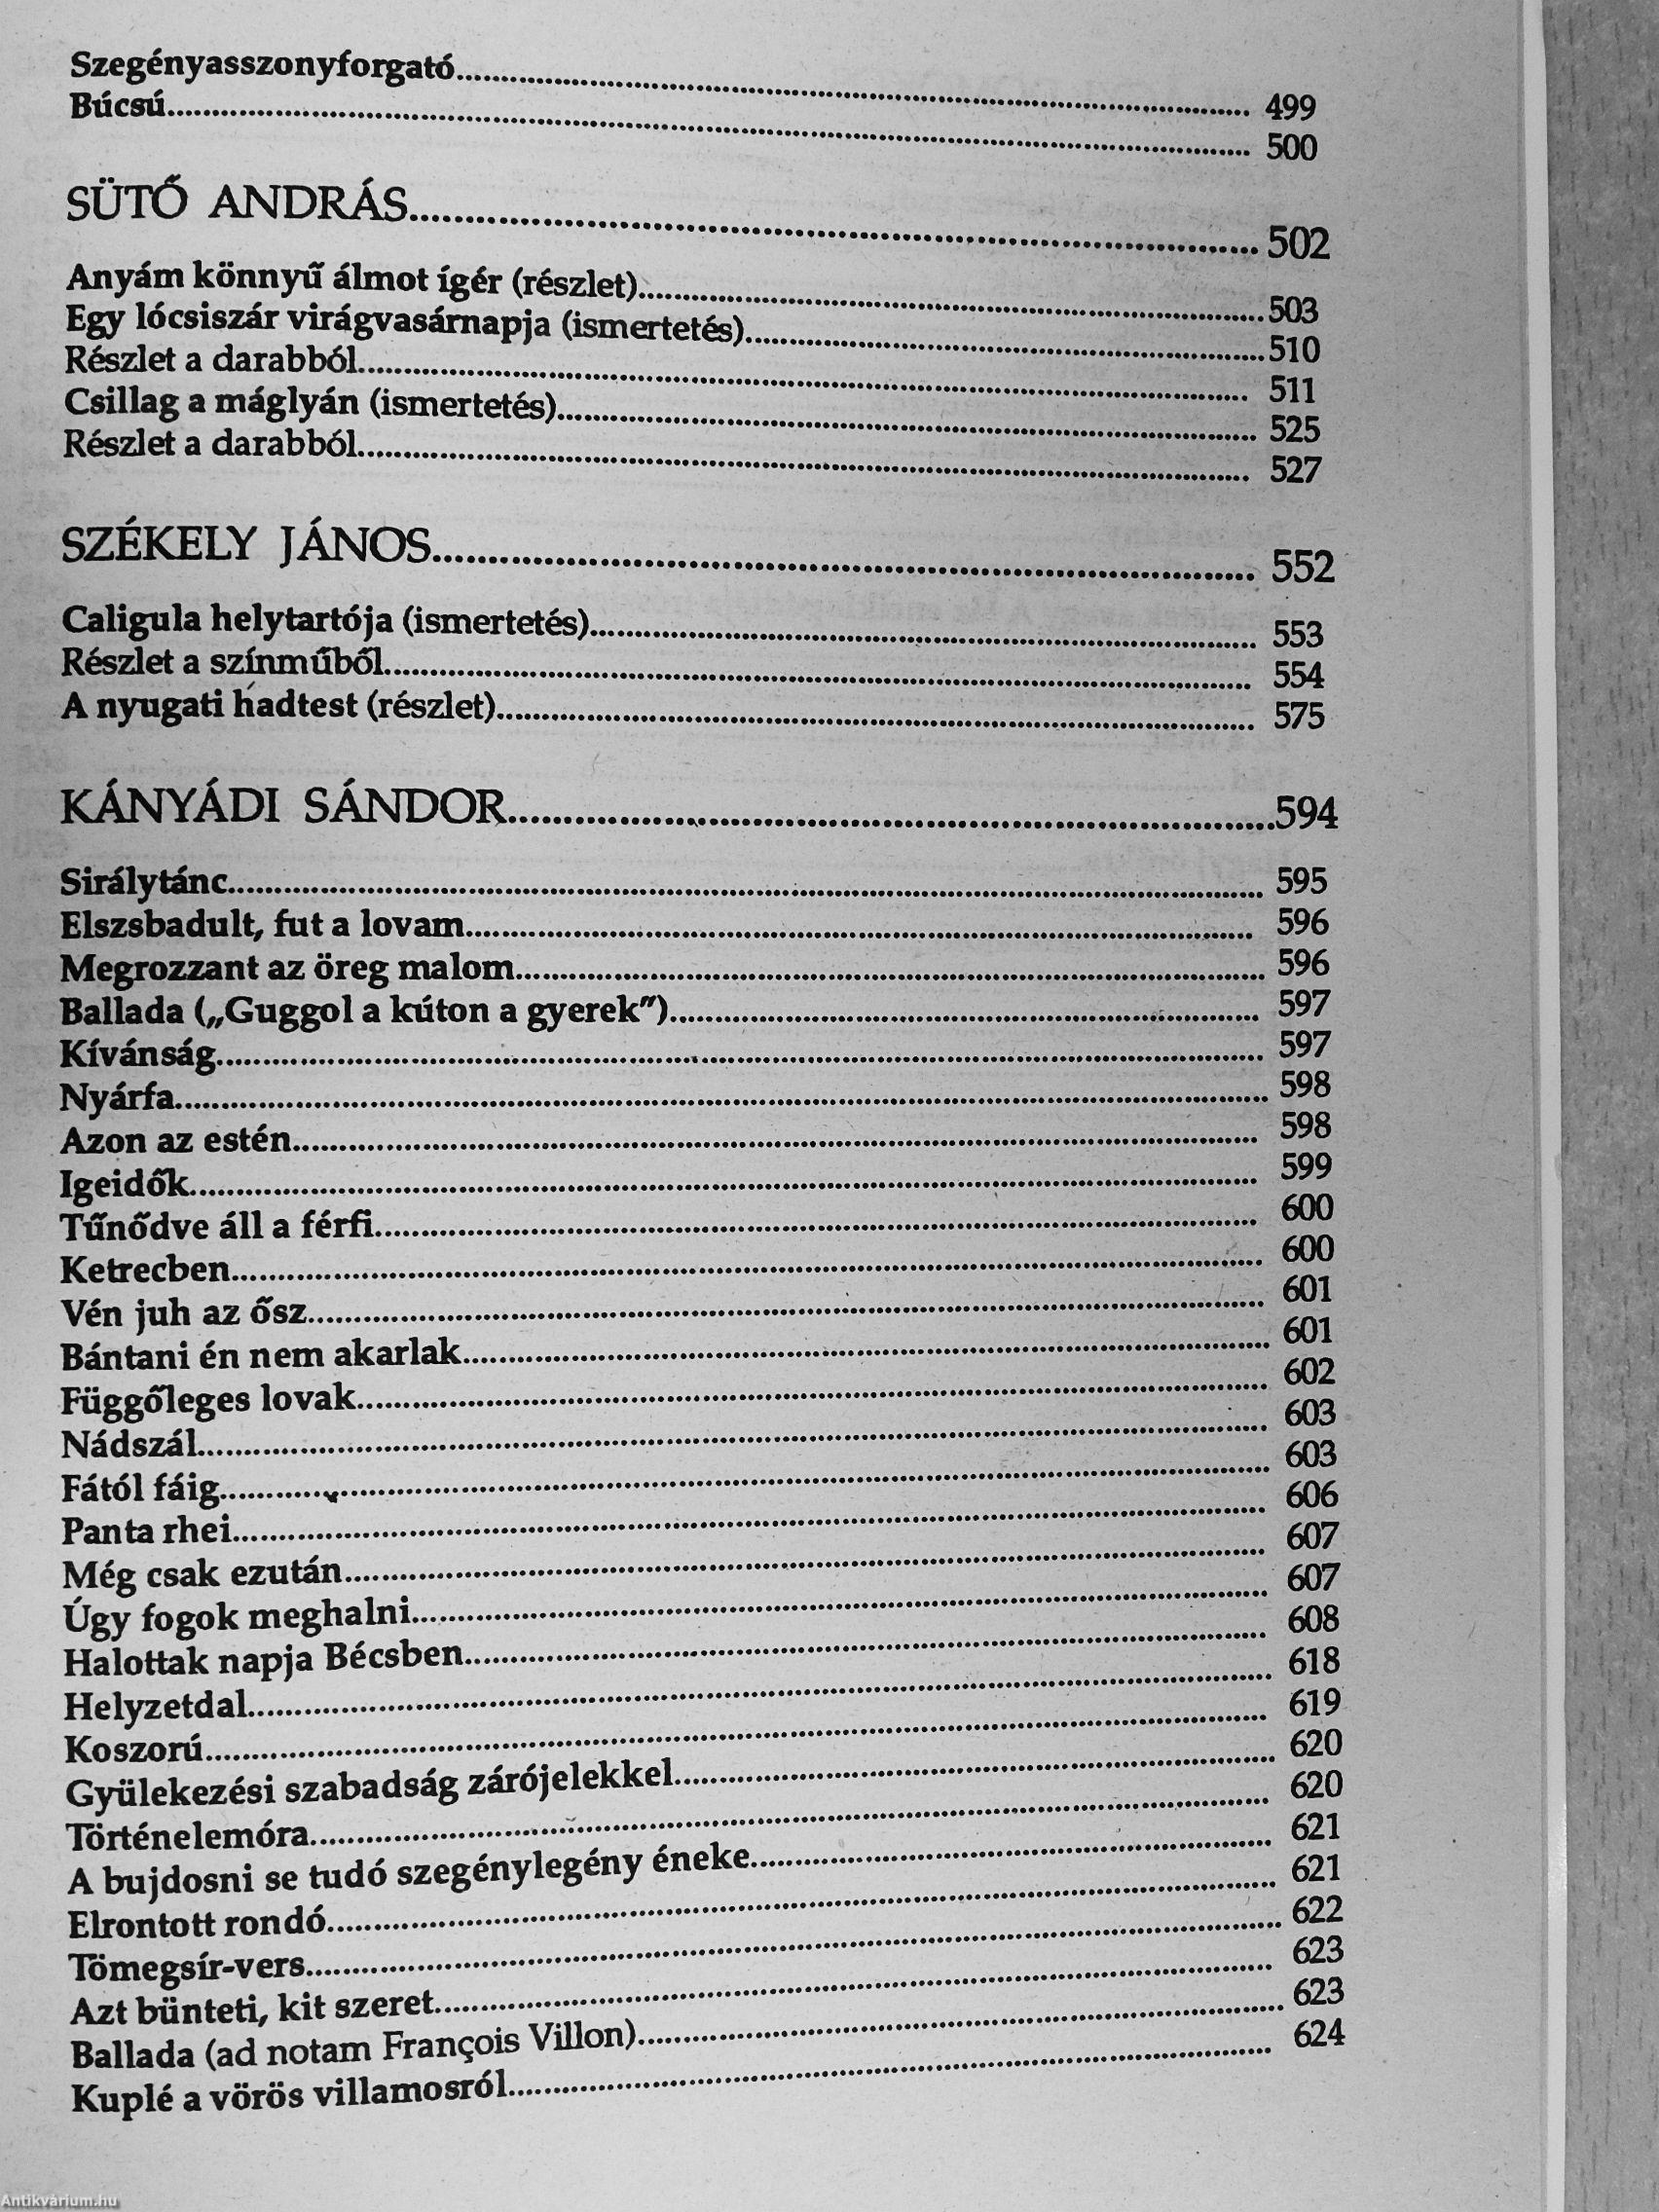 Szegényasszonyforgató........ 499
Búcsú........ 500
SÜTŐ ANDRÁS........ 502
Anyám könnyű álmot ígér (részlet)........ 503
Egy lócsiszár virágvasárnapja (ismertetés)........ 510
Részlet a darabból........ 511
Csillag a máglyán (ismertetés)........ 525
Részlet a darabból........ 527
SZÉKELY JÁNOS........ 552
Caligula helytartója (ismertetés)........ 553
Részlet a színműből........ 554
A nyugati hadtest (részlet)........ 575
KÁNYÁDI SÁNDOR........ 594
Sirálytánc........ 595
Elszsbadult, fut a lovam........ 596
Megrozzant az öreg malom........ 596
Ballada („Guggol a kúton a gyerek")........ 597
Kívánság........ 597
Nyárfa........ 598
Azon az estén........ 598
Igeidők........ 599
Tűnődve áll a férfi........ 600
Ketrecben........ 600
Vén juh az ősz........ 601
Bántani én nem akarlak........ 601
Függőleges lovak........ 602
Nádszál........ 603
Fától fáig........ 603
Panta rhei........ 606
Még csak ezután........ 607
Úgy fogok meghalni........ 607
Halottak napja Bécsben........ 608
Helyzetdal........ 618
Koszorú........ 619
Gyülekezési szabadság zárójelekkel........ 620
Történelemóra........ 620
A bujdosni se tudó szegénylegény éneke........ 621
Elrontott rondó........ 621
Tömegsír-vers........ 622
Azt bünteti, kit szeret........ 623
Ballada (ad notam François Villon)........ 623
Kuplé a vörös villamosról........ 624
Antikvárium.hu